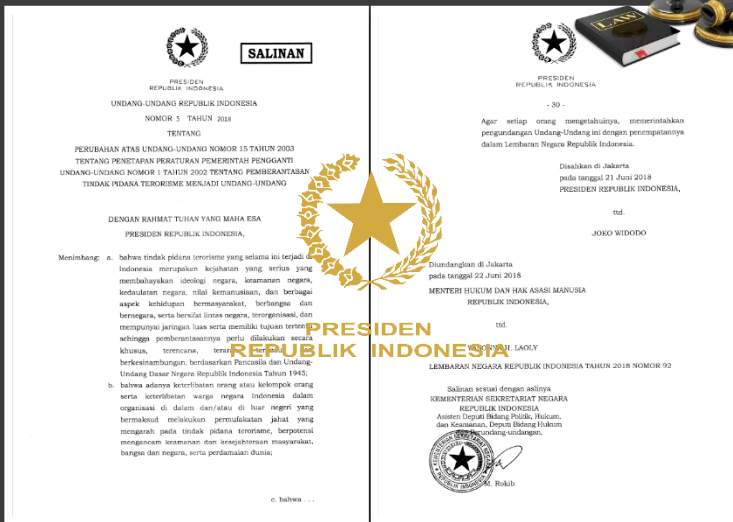 PRESIDEN
REPUBLIK INDONESIA
SALINAN
UNDANG-UNDANG REPUBLIK INDONESIA
NOMOR 5 TAHUN 2018
TENTANG
PERUBAHAN ATAS UNDANG-UNDANG NOMOR 15 TAHUN 2003
TENTANG PENETAPAN PERATURAN PEMERINTAH PENGGANTI
UNDANG-UNDANG NOMOR 1 TAHUN 2002 TENTANG PEMBERANTASAN
TINDAK PIDANA TERORISME MENJADI UNDANG-UNDANG
DENGAN RAHMAT TUHAN YANG MAHA ESA
PRESIDEN REPUBLIK INDONESIA,
Menimbang: a. bahwa tindak pidana terorisme yang selama ini terjadi di
Indonesia merupakan kejahatan yang serius yang
membahayakan ideologi negara, keamanan negara,
kedaulatan negara, nilai kemanusiaan, dan berbagai
aspek kehidupan bermasyarakat, berbangsa dan
bernegara, serta bersifat lintas negara, terorganisasi, dan
mempunyai jaringan luas serta memiliki tujuan tertentu
sehingga pemberantasannya perlu dilakukan secara
khusus, terencana,
berkesinambungan, berdasarkan Pancasila dan Undang-
Undang Dasar Negara Republik Indonesia Tahun 1945;
b. bahwa adanya keterlibatan orang atau kelompok orang
serta keterlibatan warga negara Indonesia dalam
organisasi di dalam dan/atau di luar negeri yang
bermaksud melakukan permufakatan jahat yang
mengarah pada tindak pidana terorisme, berpotensi
mengancam keamanan dan kesejahteraan masyarakat,
bangsa dan negara, serta perdamaian dunia;
c. bahwa . . .
PRESIDEN
REPUBLIK INDONESIA
LAW
PRESIDEN
REPUBLIK INDONESIA
- 30 -
Agar setiap orang mengetahuinya, memerintahkan
pengundangan Undang-Undang ini dengan penempatannya
dalam Lembaran Negara Republik Indonesia.
Disahkan di Jakarta
pada tanggal 21 Juni 2018
PRESIDEN REPUBLIK INDONESIA,
ttd.
JOKO WIDODO
Diundangkan di Jakarta
pada tanggal 22 Juni 2018
MENTERI HUKUM DAN HAK ASASI MANUSIA
REPUBLIK INDONESIA,
ttd.
YASONNA H. LAOLY
LEMBARAN NEGARA REPUBLIK INDONESIA TAHUN 2018 NOMOR 92
Salinan sesuai dengan aslinya
KEMENTERIAN SEKRETARIAT NEGARA
REPUBLIK INDONESIA
Asisten Deputi Bidang Politik, Hukum,
dan Keamanan, Deputi Bidang Hukum
Perundang-undangan,
M. Rokib